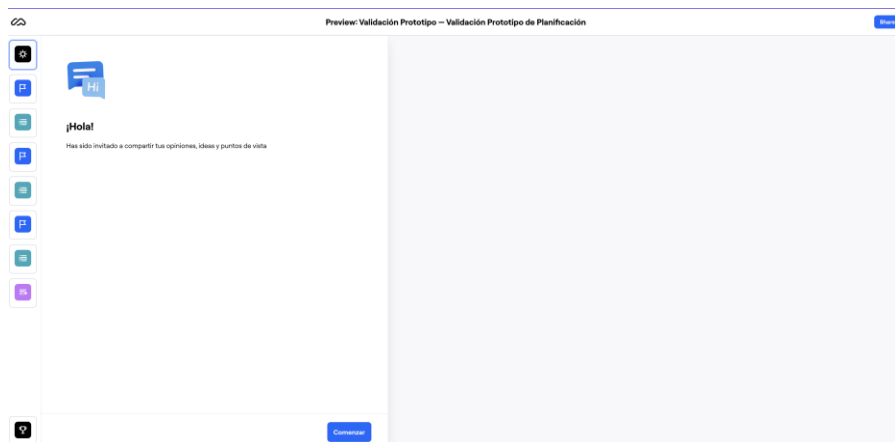 Preview: Validación Prototipo — Validación Prototipo de Planificación
Share
Hi
¡Hola!
Has sido invitado a compartir tus opiniones, ideas y puntos de vista
Comenzar